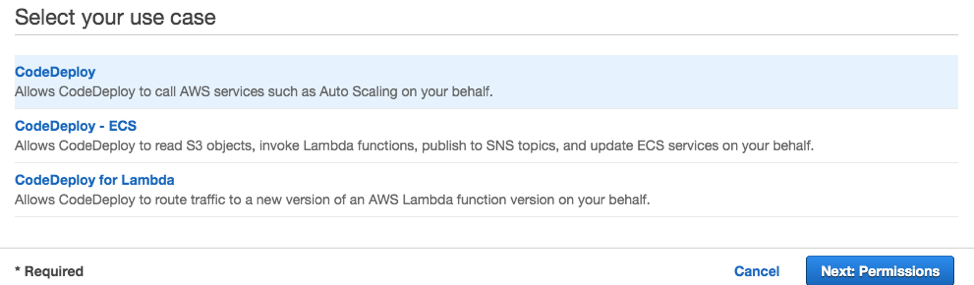 Select your use case
CodeDeploy
Allows CodeDeploy to call AWS services such as Auto Scaling on your behalf.
CodeDeploy - ECS
Allows CodeDeploy to read S3 objects, invoke Lambda functions, publish to SNS topics, and update ECS services on your behalf.
CodeDeploy for Lambda
Allows CodeDeploy to route traffic to a new version of an AWS Lambda function version on your behalf.
* Required Cancel Next: Permissions